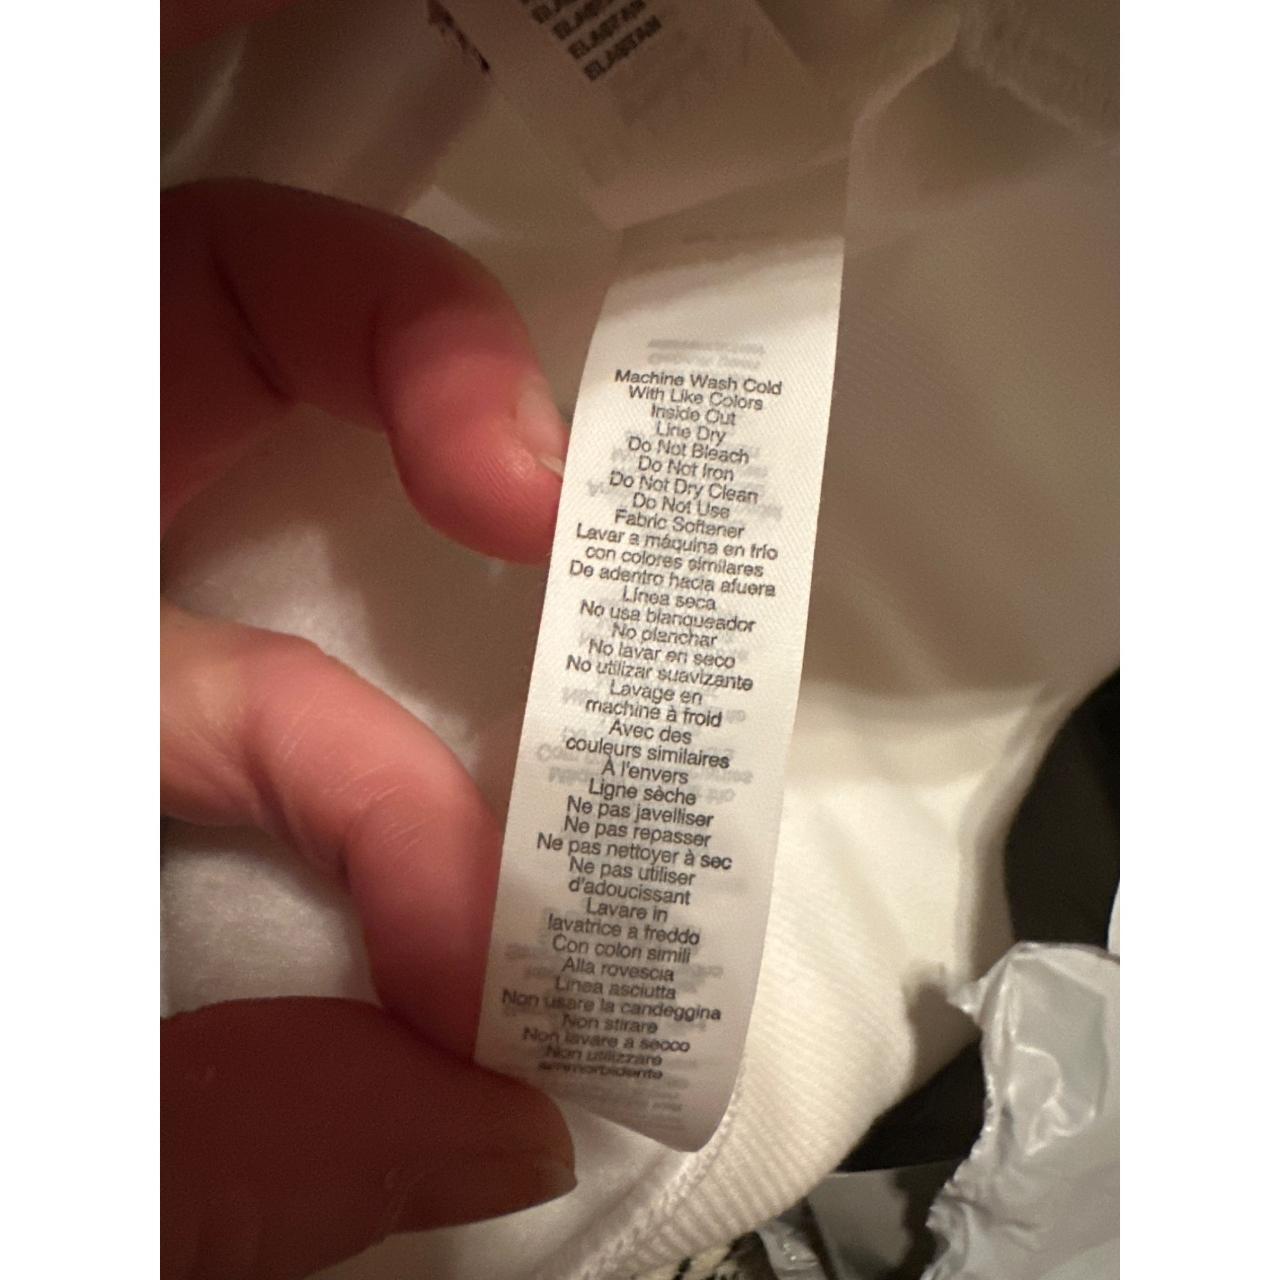 ELASTAN
ELASTAN
ELASTAN
Machine Wash Cold
With Like Colors
Inside Out
Line Dry
Do Not Bleach
Do Not Iron
Do Not Dry Clean
Do Not Use
Fabric Softener
Lavar a máquina en frío
con colores similares
De adentro hacia afuera
Línea seca
No usa blanqueador
No planchar
No lavar en seco
No utilizar suavizante
Lavage en
machine à froid
Avec des
couleurs similaires
À l'envers
Ligne sèche
Ne pas javelliser
Ne pas repasser
Ne pas nettoyer à sec
Ne pas utiliser
d'adoucissant
Lavare in
lavatrice a freddo
Con colori simili
Alla rovescia
Linea asciutta
Non usare la candeggina
Non stirare
Non lavare a secco
Non utilizzare
ammorbidente